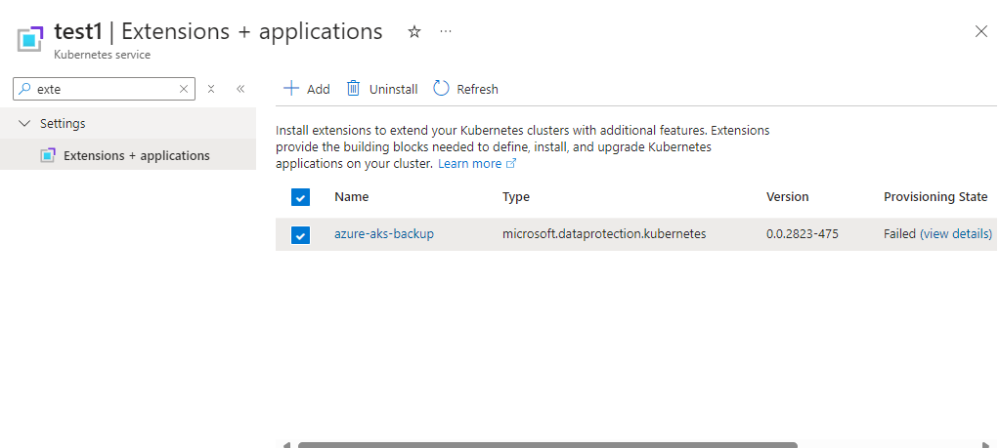 test1 | Extensions + applications
Kubernetes service
exte
Settings
Extensions + applications
Add Uninstall Refresh
Install extensions to extend your Kubernetes clusters with additional features. Extensions
provide the building blocks needed to define, install, and upgrade Kubernetes
applications on your cluster. Learn more
Name Type Version Provisioning State
azure-aks-backup microsoft.dataprotection.kubernetes 0.0.2823-475 Failed (view details)